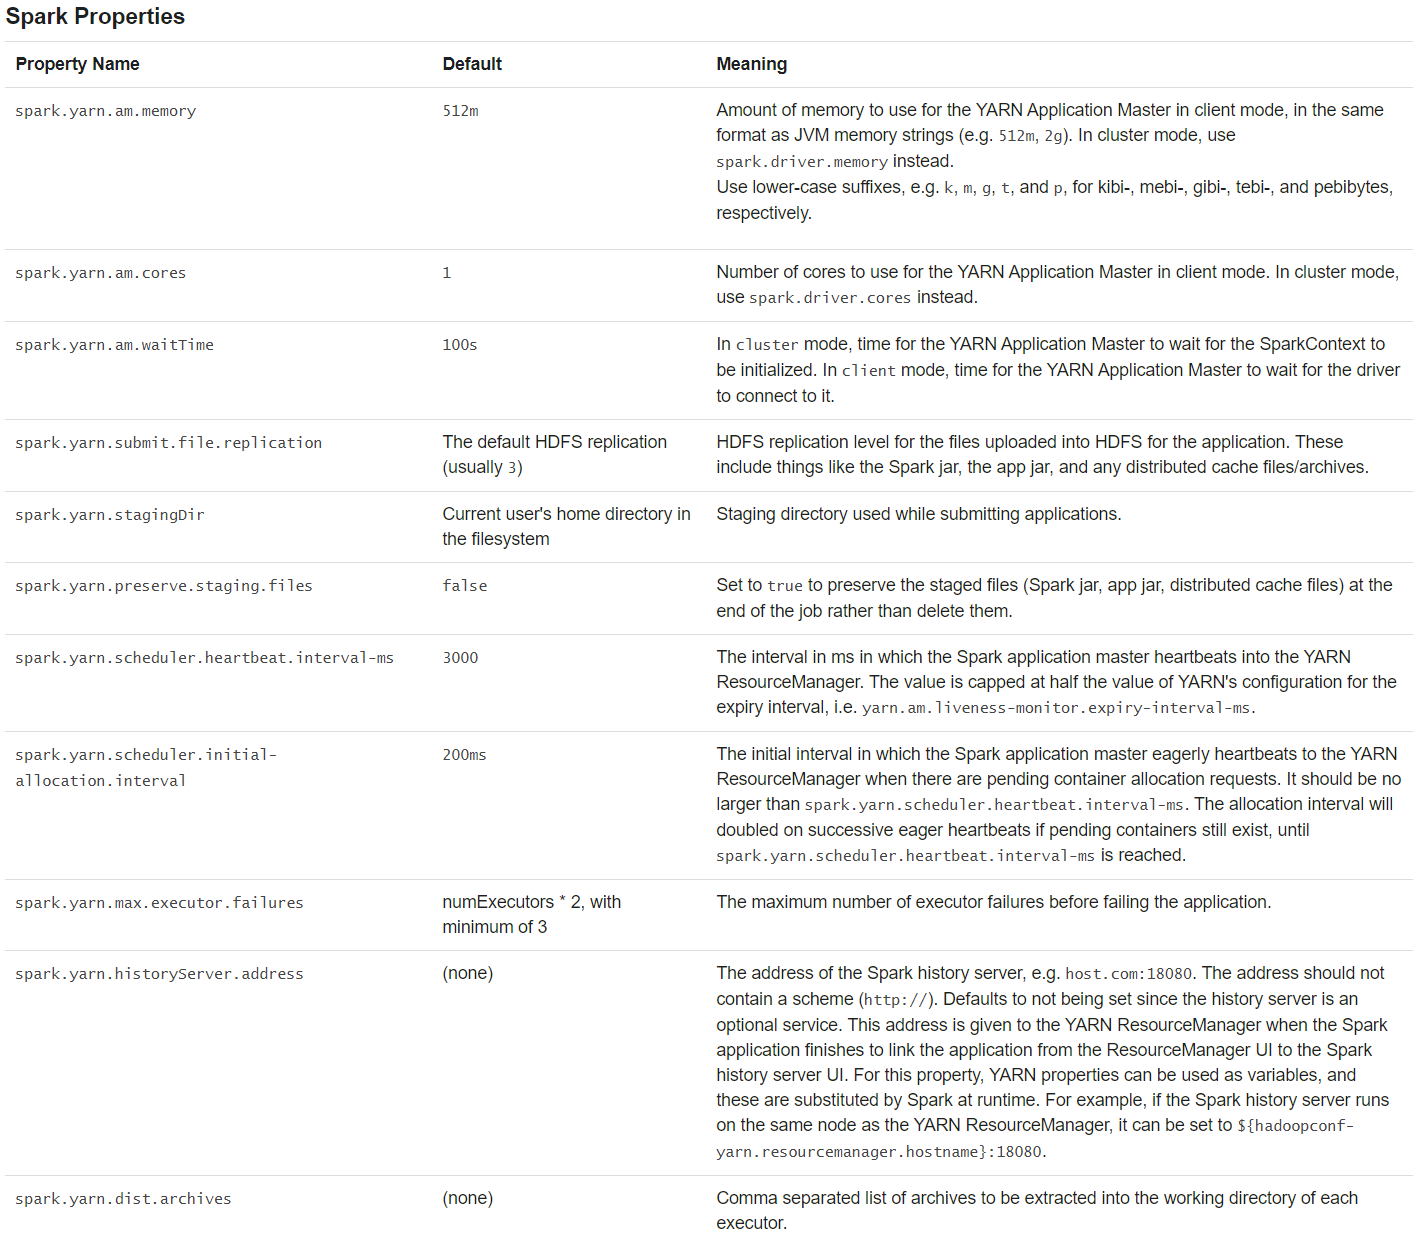 Spark Properties
Property Name Default Meaning
spark.yarn.am.memory 512m Amount of memory to use for the YARN Application Master in client mode, in the same
format as JVM memory strings (e.g. 512m, 2g). In cluster mode, use
spark.driver.memory instead.
Use lower-case suffixes, e.g. k, m, g, t, and p, for kibi-, mebi-, gibi-, tebi-, and pebibytes,
respectively.
spark.yarn.am.cores 1 Number of cores to use for the YARN Application Master in client mode. In cluster mode,
use spark.driver.cores instead.
spark.yarn.am.waitTime 100s In cluster mode, time for the YARN Application Master to wait for the SparkContext to
be initialized. In client mode, time for the YARN Application Master to wait for the driver
to connect to it.
spark.yarn.submit.file.replication The default HDFS replication HDFS replication level for the files uploaded into HDFS for the application. These
(usually 3) include things like the Spark jar, the app jar, and any distributed cache files/archives.
spark.yarn.stagingDir Current user's home directory in Staging directory used while submitting applications.
the filesystem
spark.yarn.preserve.staging.files false Set to true to preserve the staged files (Spark jar, app jar, distributed cache files) at the
end of the job rather than delete them.
spark.yarn.scheduler.heartbeat.interval-ms 3000 The interval in ms in which the Spark application master heartbeats into the YARN
ResourceManager. The value is capped at half the value of YARN's configuration for the
expiry interval, i.e. yarn.am.liveness-monitor.expiry-interval-ms.
spark.yarn.scheduler.initial- 200ms The initial interval in which the Spark application master eagerly heartbeats to the YARN
allocation.interval ResourceManager when there are pending container allocation requests. It should be no
larger than spark.yarn.scheduler.heartbeat.interval-ms. The allocation interval will
doubled on successive eager heartbeats if pending containers still exist, until
spark.yarn.scheduler.heartbeat.interval-ms is reached.
spark.yarn.max.executor.failures numExecutors * 2, with The maximum number of executor failures before failing the application.
minimum of 3
spark.yarn.historyServer.address (none) The address of the Spark history server, e.g. host.com:18080. The address should not
contain a scheme (http://). Defaults to not being set since the history server is an
optional service. This address is given to the YARN ResourceManager when the Spark
application finishes to link the application from the ResourceManager UI to the Spark
history server UI. For this property, YARN properties can be used as variables, and
these are substituted by Spark at runtime. For example, if the Spark history server runs
on the same node as the YARN ResourceManager, it can be set to ${hadoopconf-
yarn.resourcemanager.hostname}:18080.
spark.yarn.dist.archives (none) Comma separated list of archives to be extracted into the working directory of each
executor.